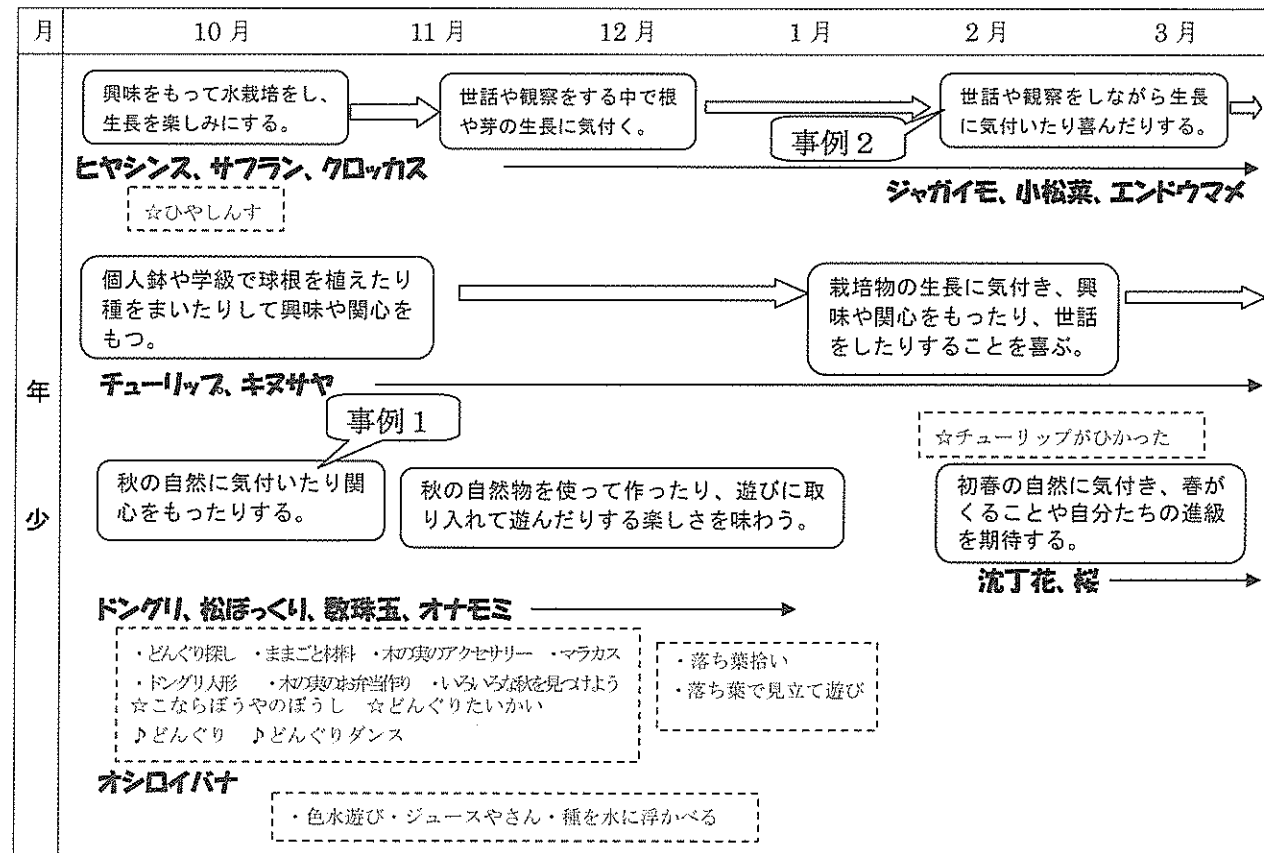 月 10月 11月 12月 1月 2月 3月
年少
興味をもって水栽培をし、
生長を楽しみにする。
世話や観察をする中で根
や芽の生長に気付く。
事例2
世話や観察をしながら生長
に気付いたり喜んだりする。
ヒヤシンス、サフラン、クロッカス
ジャガイモ、小松菜、エンドウマメ
☆ひやしんす
個人鉢や学級で球根を植えたり
種をまいたりして興味や関心を
もつ。
栽培物の生長に気付き、興
味や関心をもったり、世話
をしたりすることを喜ぶ。
チューリップ、キヌサヤ
事例1
☆チューリップがひかった
秋の自然に気付いたり関
心をもったりする。
秋の自然物を使って作ったり、遊びに取
り入れて遊んだりする楽しさを味わう。
初春の自然に気付き、春が
くることや自分たちの進級
を期待する。
沈丁花、桜
ドングリ、松ぼっくり、数珠玉、オナモミ
・どんぐり探し ・ままごと材料 ・木の実のアクセサリー ・マラカス
・ドングリ人形 ・木の実のお弁当作り ・いろいろな秋を見つけよう
☆こならぼうやのぼうし ☆どんぐりたいかい
♪どんぐり ♪どんぐりダンス
・落ち葉拾い
・落ち葉で見立て遊び
オシロイバナ
・色水遊び・ジュースやさん・種を水に浮かべる